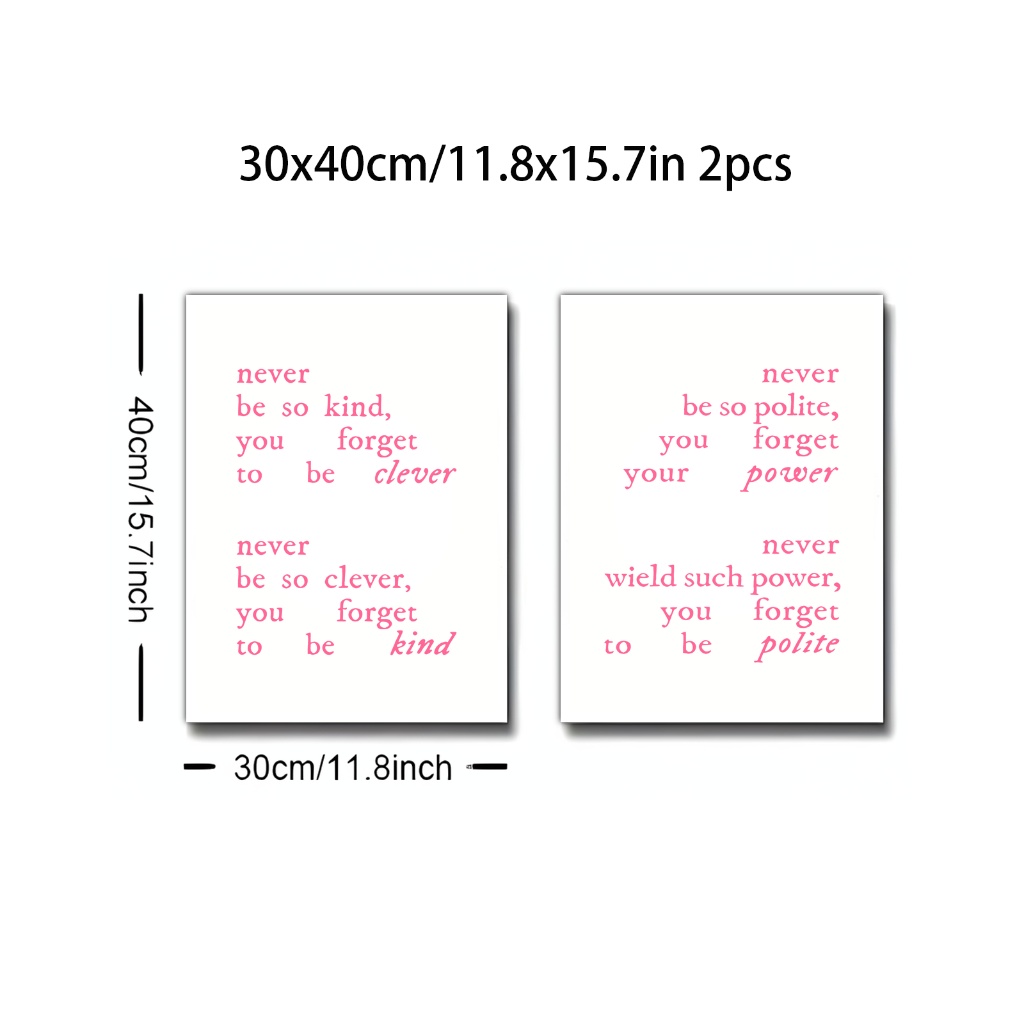 30x40cm/11.8x15.7in 2pcs
40cm/15.7inch
never
be so kind,
you forget
to be clever
never
be so clever,
you forget
to be kind
never
be so polite,
you forget
your power
never
wield such power,
you forget
to be polite
30cm/11.8inch